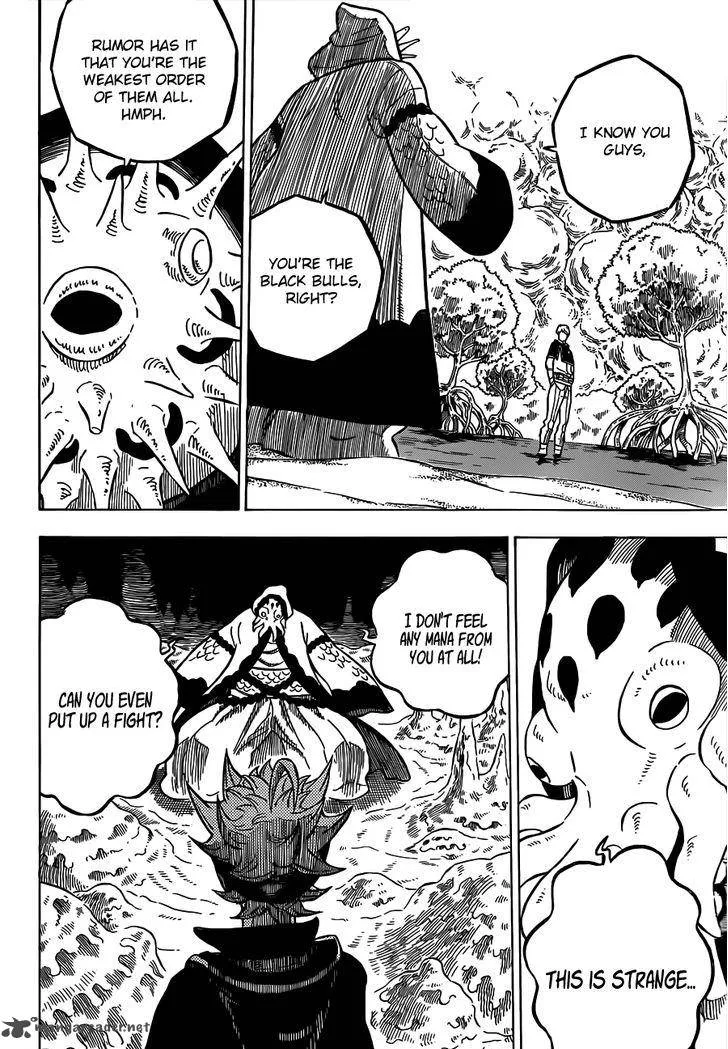 I KNOW YOU
GUYS,
YOU'RE THE
BLACK BULLS,
RIGHT?
RUMOR HAS IT
THAT YOU'RE THE
WEAKEST ORDER
OF THEM ALL.
HMPH.
THIS IS STRANGE...
I DON'T FEEL
ANY MANA FROM
YOU AT ALL!
CAN YOU EVEN
PUT UP A FIGHT?